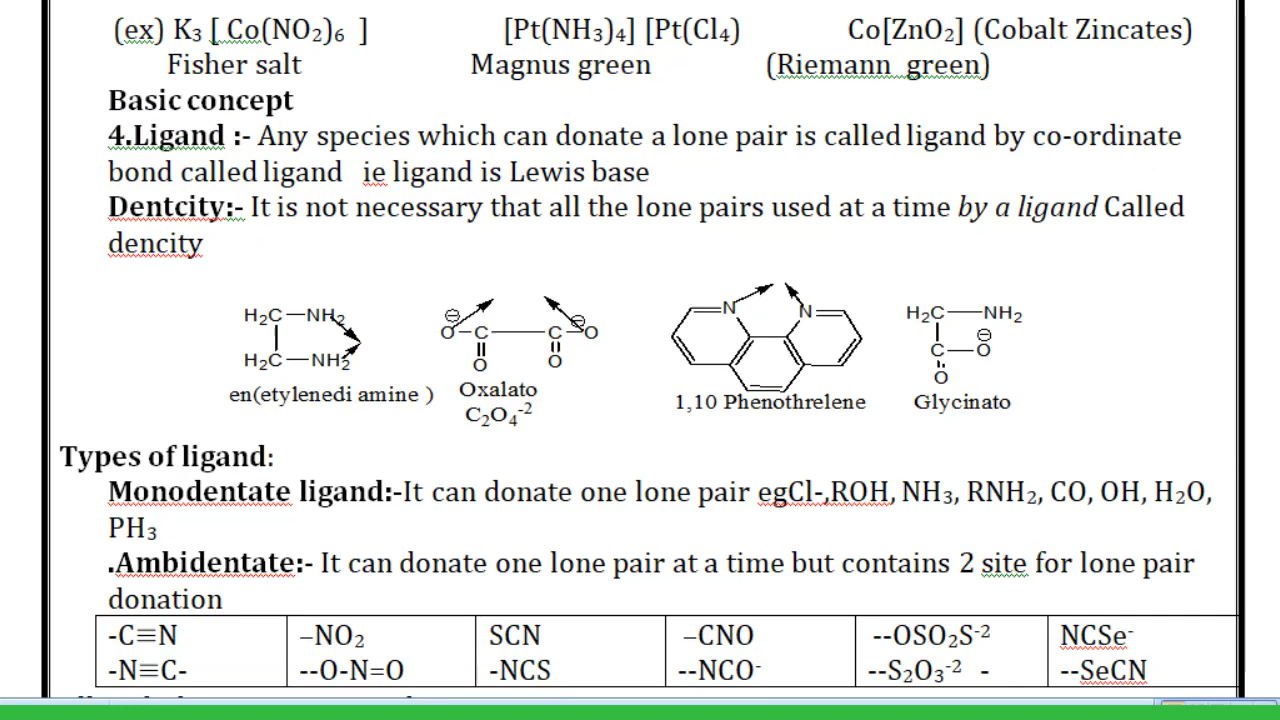 (ex) K₃ [ Co(NO₂)₆ ] [Pt(NH₃)₄] [Pt(Cl₄) Co[ZnO₂] (Cobalt Zincates)
Fisher salt Magnus green (Riemann green)
Basic concept
4.Ligand :- Any species which can donate a lone pair is called ligand by co-ordinate
bond called ligand ie ligand is Lewis base
Dentcity:- It is not necessary that all the lone pairs used at a time by a ligand Called
dencity
H₂C—NH₂
H₂C—NH₂
en(etylenedi amine )
⊖ ⊖
O—C—C—O
O O
Oxalato
C₂O₄⁻²
N N
1,10 Phenothrelene
H₂C—NH₂
⊖
C—O
O
Glycinato
Types of ligand:
Monodentate ligand:-It can donate one lone pair egCl-,ROH, NH₃, RNH₂, CO, OH, H₂O,
PH₃
.Ambidentate:- It can donate one lone pair at a time but contains 2 site for lone pair
donation
-C≡N –NO₂ SCN –CNO --OSO₂S⁻² NCSe⁻
-N≡C- --O-N=O -NCS --NCO⁻ --S₂O₃⁻² - --SeCN